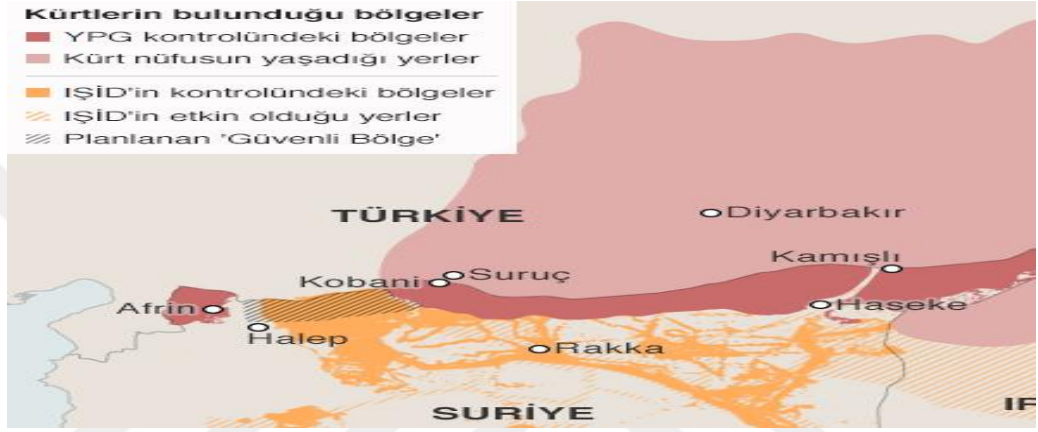 Kürtlerin bulunduğu bölgeler
YPG kontrolündeki bölgeler
Kürt nüfusun yaşadığı yerler
IŞİD'in kontrolündeki bölgeler
IŞİD'in etkin olduğu yerler
Planlanan 'Güvenli Bölge'
TÜRKİYE
Diyarbakır
Kamışlı
Suruç
Kobani
Afrin
Haseke
Halep
Rakka
SURİYE